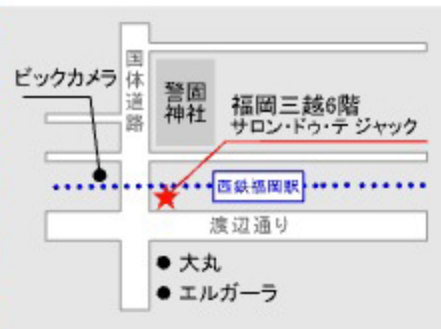 国体道路
ビックカメラ
警固
神社
福岡三越6階
サロン・ドゥ・テ ジャック
西鉄福岡駅
渡辺通り
大丸
エルガーラ